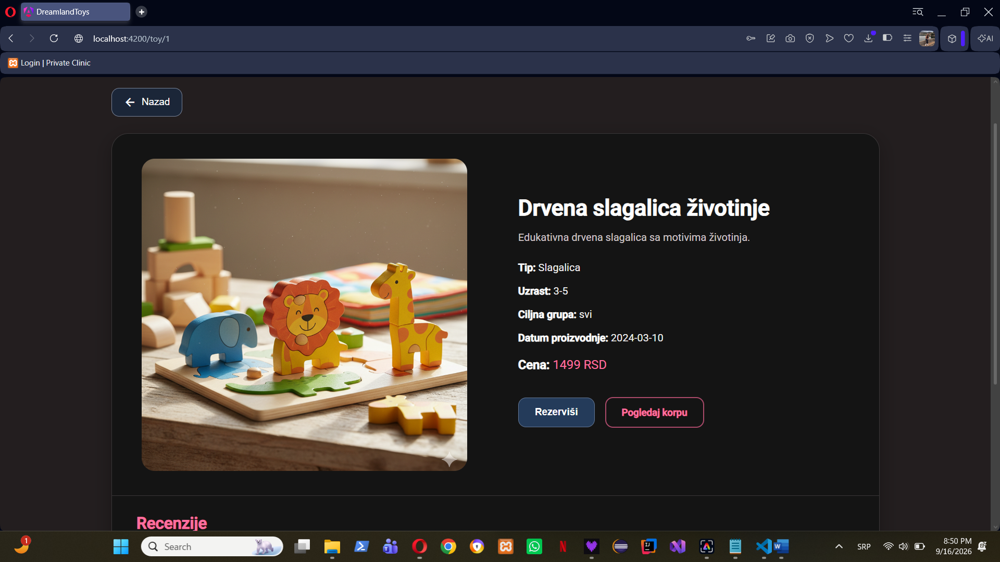 DreamlandToys
localhost:4200/toy/1
AI
Login | Private Clinic
Nazad
Drvena slagalica životinje
Edukativna drvena slagalica sa motivima životinja.
Tip: Slagalica
Uzrast: 3-5
Ciljna grupa: svi
Datum proizvodnje: 2024-03-10
Cena: 1499 RSD
Rezerviši
Pogledaj korpu
Recenzije
1
Search
SRP
8:50 PM
9/16/2026